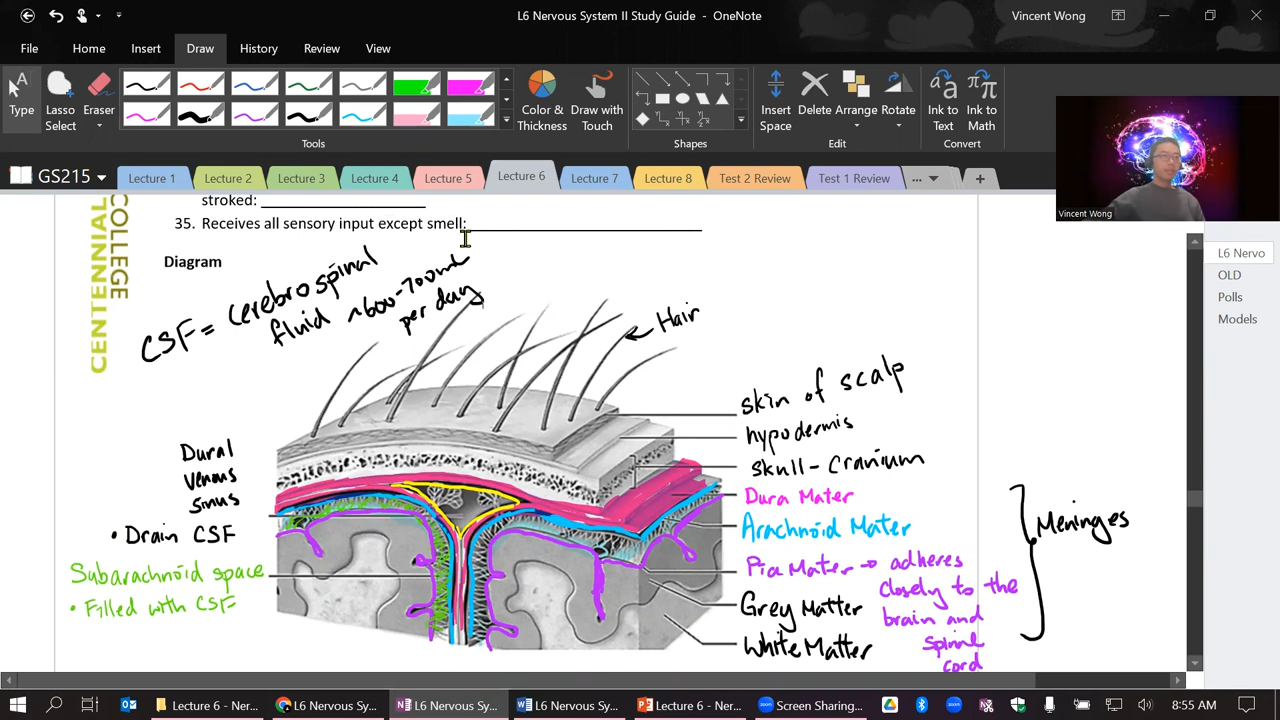 L6 Nervous System II Study Guide - OneNote
Vincent Wong
File Home Insert Draw History Review View
Type
Lasso Select
Eraser
Color & Thickness
Draw with Touch
Insert Space
Delete
Arrange
Rotate
Ink to Text
Ink to Math
Tools
Shapes
Edit
Convert
GS215
Lecture 1
Lecture 2
Lecture 3
Lecture 4
Lecture 5
Lecture 6
Lecture 7
Lecture 8
Test 2 Review
Test 1 Review
...
Vincent Wong
L6 Nervo
OLD
Polls
Models
CENTENNIAL
COLLEGE
stroked:
35. Receives all sensory input except smell:
Diagram
CSF = cerebrospinal
fluid ~600-700mL
per day
Hair
skin of scalp
hypodermis
skull - Cranium
Dura Mater
Arachnoid Mater
Pia Mater → adheres
closely to the
brain and
spinal
cord
Grey Matter
White Matter
Meninges
Dural
venous
sinus
• Drain CSF
Subarachnoid space
• Filled with CSF
Lecture 6 - Ner...
L6 Nervous Sy...
L6 Nervous Sy...
L6 Nervous Sy...
Lecture 6 - Ner...
Screen Sharing...
8:55 AM